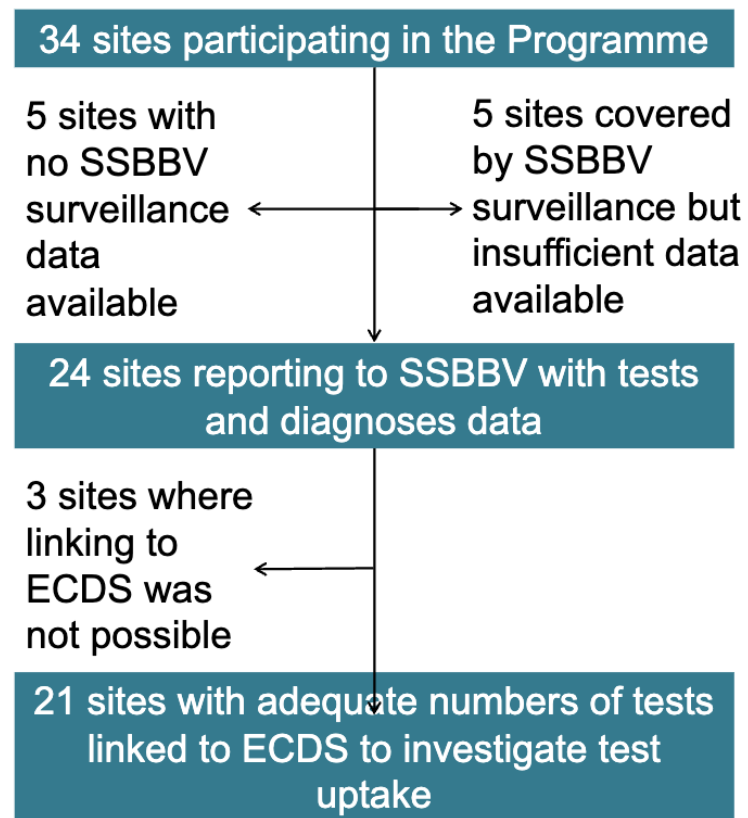 34 sites participating in the Programme
5 sites with
no SSBBV
surveillance
data
available
5 sites covered
by SSBBV
surveillance but
insufficient data
available
24 sites reporting to SSBBV with tests
and diagnoses data
3 sites where
linking to
ECDS was
not possible
21 sites with adequate numbers of tests
linked to ECDS to investigate test
uptake